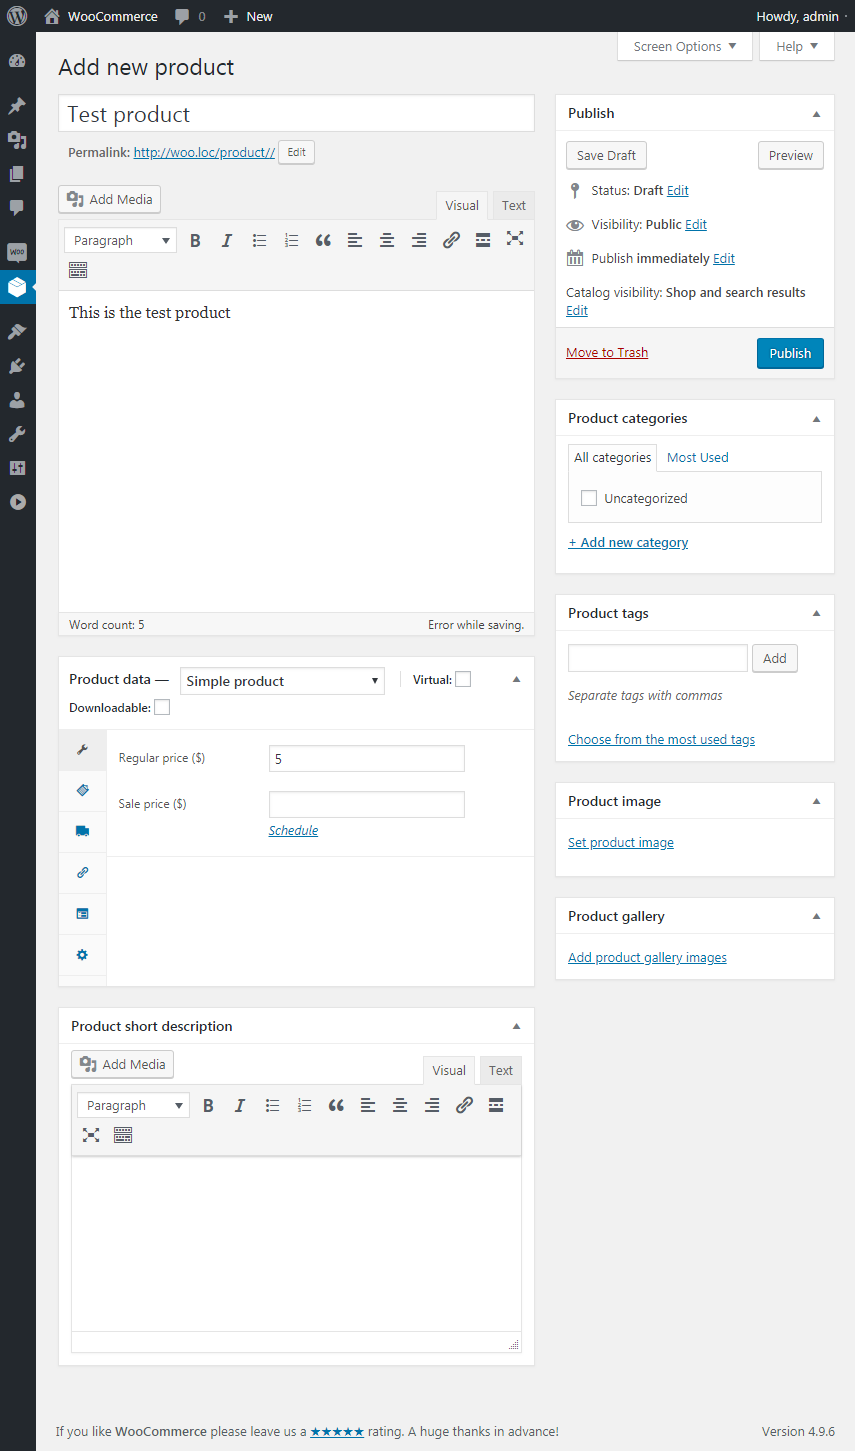 WooCommerce 0 New Howdy, admin
Screen Options Help
Add new product
Test product
Permalink: http://woo.loc/product// Edit
Add Media
Visual Text
Paragraph
This is the test product
Word count: 5 Error while saving.
Product data — Simple product Virtual:
Downloadable:
Regular price ($) 5
Sale price ($)
Schedule
Product short description
Add Media
Visual Text
Paragraph
Publish
Save Draft Preview
Status: Draft Edit
Visibility: Public Edit
Publish immediately Edit
Catalog visibility: Shop and search results
Edit
Move to Trash Publish
Product categories
All categories Most Used
Uncategorized
+ Add new category
Product tags
Add
Separate tags with commas
Choose from the most used tags
Product image
Set product image
Product gallery
Add product gallery images
If you like WooCommerce please leave us a ★★★★★ rating. A huge thanks in advance! Version 4.9.6